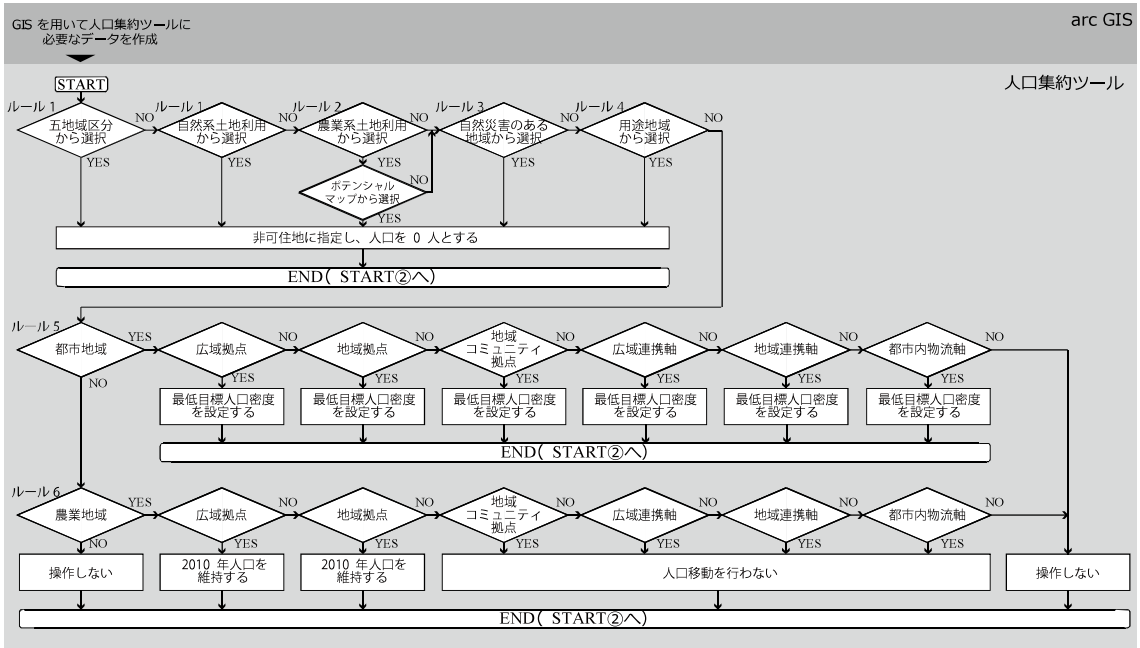 GIS を用いて人口集約ツールに
必要なデータを作成
arc GIS
人口集約ツール
START
ルール 1
五地域区分
から選択
NO
YES
ルール 1
自然系土地利用
から選択
NO
YES
ルール 2
農業系土地利用
から選択
NO
YES
ポテンシャル
マップから選択
NO
YES
ルール 3
自然災害のある
地域から選択
NO
YES
ルール 4
用途地域
から選択
NO
YES
非可住地に指定し、人口を 0 人とする
END( START②へ)
ルール 5
都市地域
YES
NO
広域拠点
NO
YES
地域拠点
NO
YES
地域
コミュニティ
拠点
NO
YES
広域連携軸
NO
YES
地域連携軸
NO
YES
都市内物流軸
NO
YES
最低目標人口密度
を設定する
最低目標人口密度
を設定する
最低目標人口密度
を設定する
最低目標人口密度
を設定する
最低目標人口密度
を設定する
最低目標人口密度
を設定する
END( START②へ)
ルール 6
農業地域
YES
NO
広域拠点
NO
YES
地域拠点
NO
YES
地域
コミュニティ
拠点
NO
YES
広域連携軸
NO
YES
地域連携軸
NO
YES
都市内物流軸
NO
YES
操作しない
2010 年人口を
維持する
2010 年人口を
維持する
人口移動を行わない
操作しない
END( START②へ)